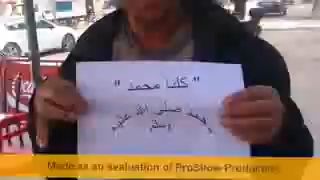 " كلنا محمد "
محمد صلى الله عليه
وسلم
Made as an evaluation of ProShow Producer.